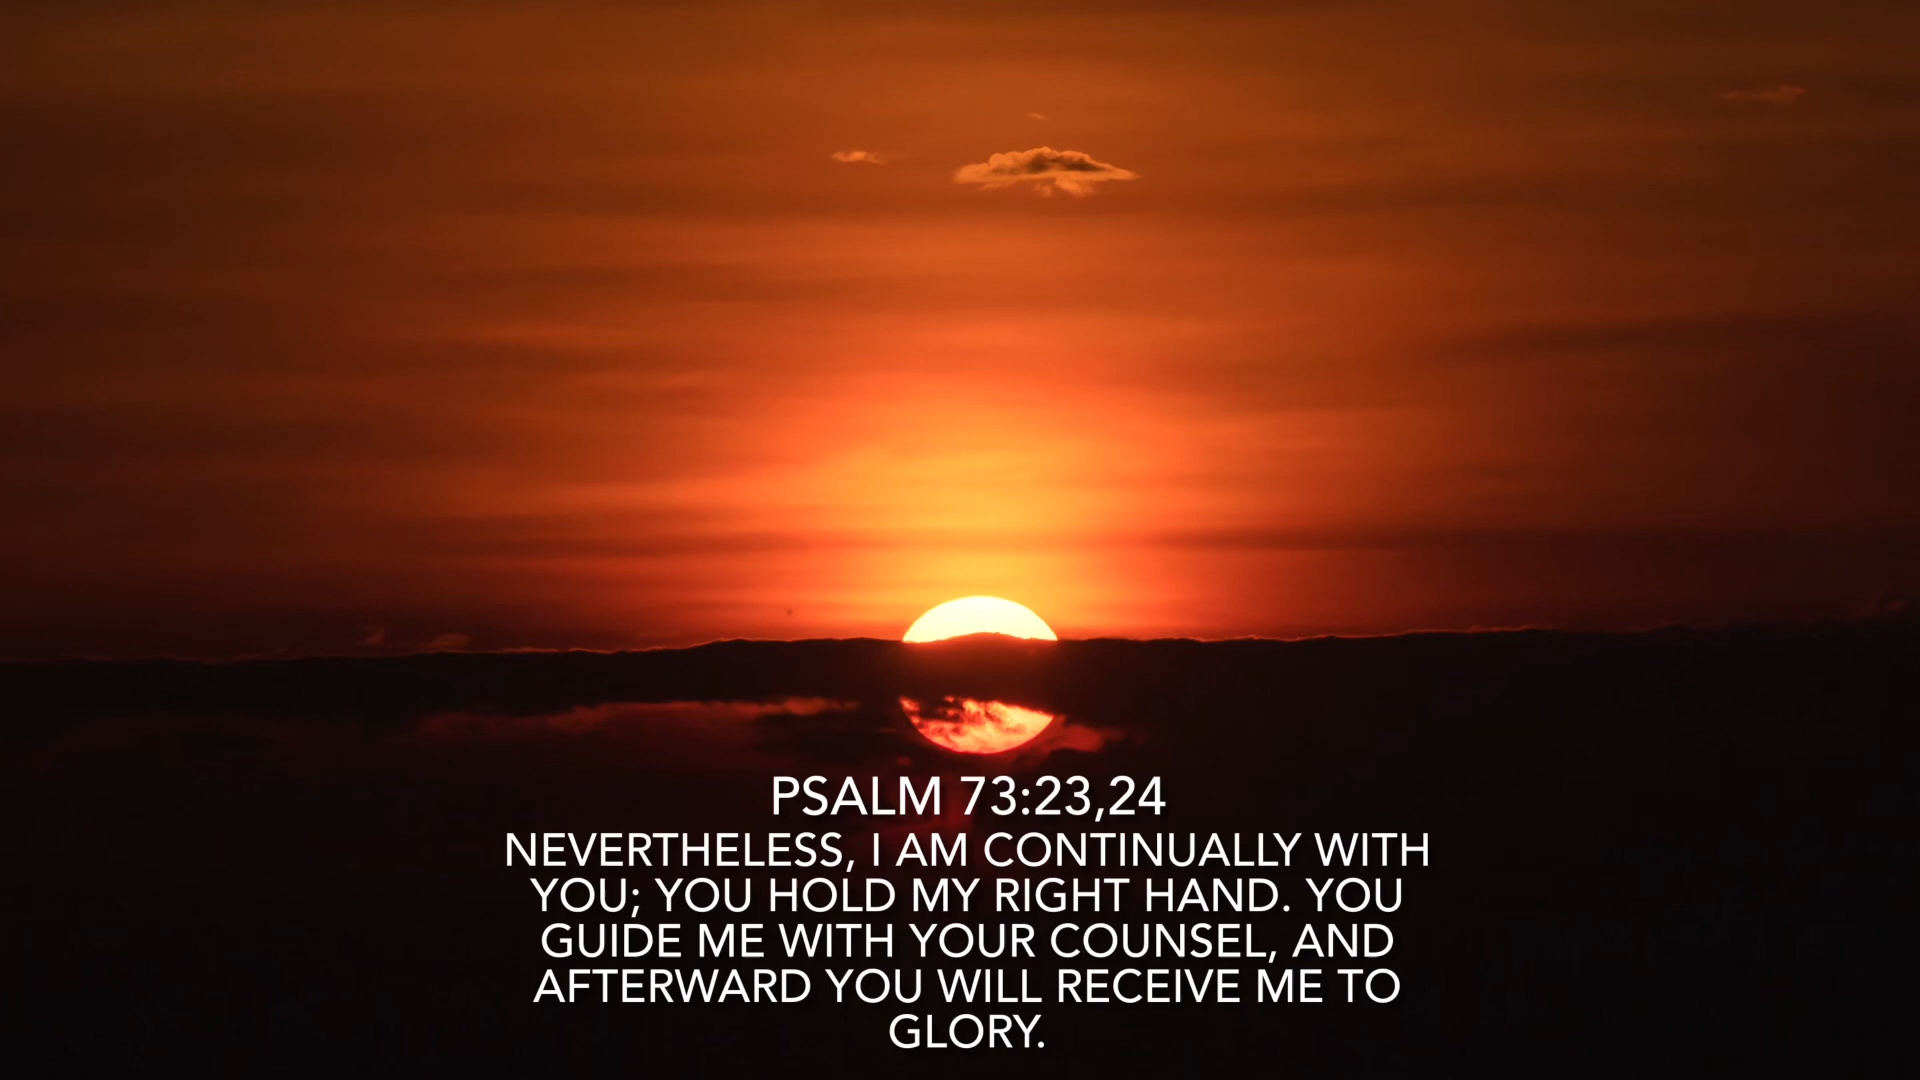 PSALM 73:23,24
NEVERTHELESS, I AM CONTINUALLY WITH
YOU; YOU HOLD MY RIGHT HAND. YOU
GUIDE ME WITH YOUR COUNSEL, AND
AFTERWARD YOU WILL RECEIVE ME TO
GLORY.